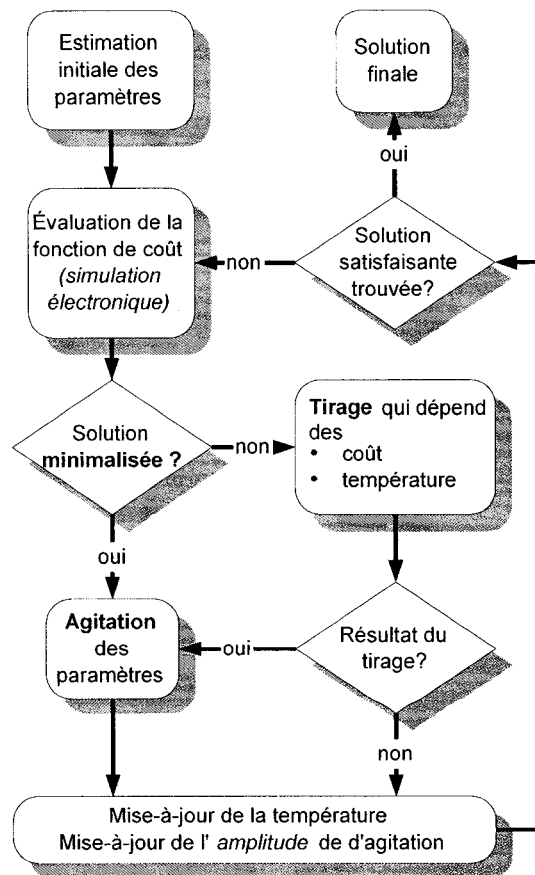 Estimation
initiale des
paramètres
Solution
finale
oui
Évaluation de la
fonction de coût
(simulation
électronique)
non
Solution
satisfaisante
trouvée?
Solution
minimalisée ?
non
Tirage qui dépend
des
• coût
• température
oui
Agitation
des
paramètres
oui
Résultat du
tirage?
non
Mise-à-jour de la température
Mise-à-jour de l' amplitude de d'agitation